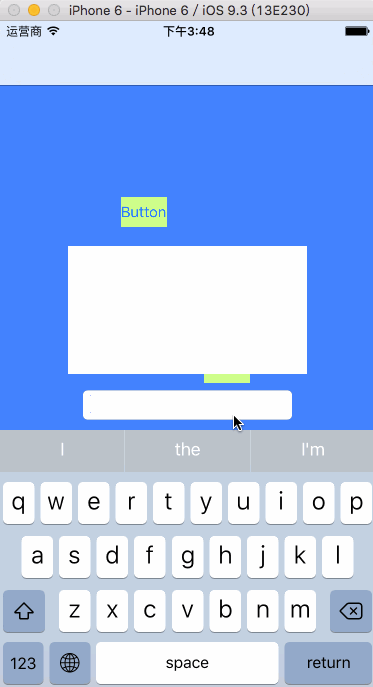 iPhone 6 - iPhone 6 / iOS 9.3 (13E230)
运营商 下午3:48
Button
I the I'm
q w e r t y u i o p
a s d f g h j k l
z x c v b n m
123 space return